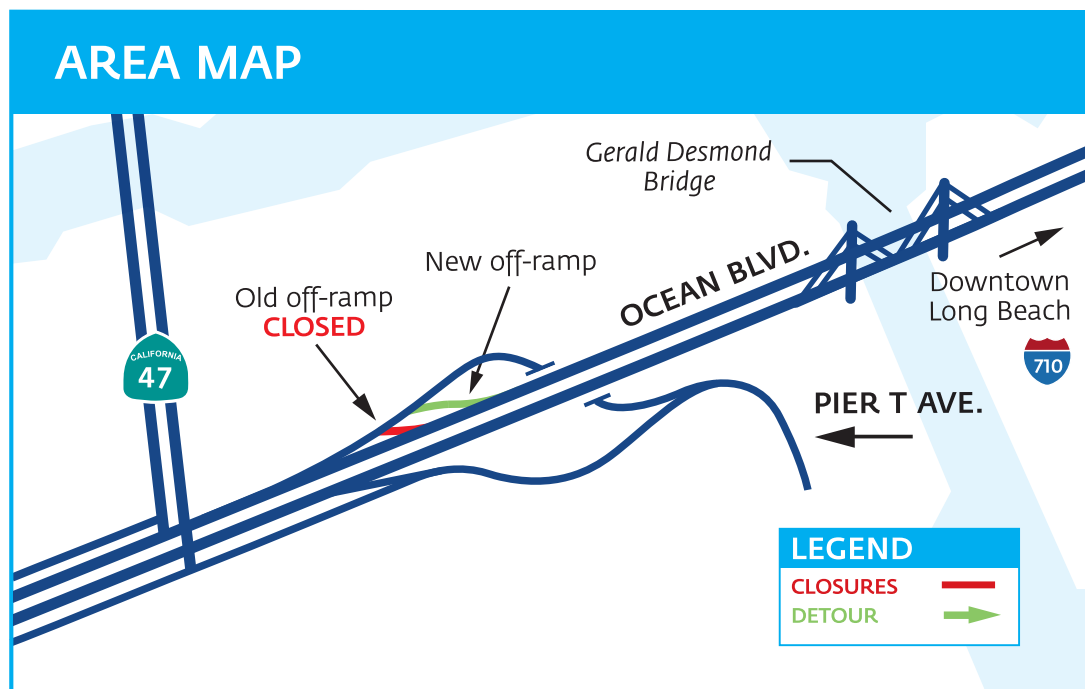 AREA MAP
Gerald Desmond
Bridge
New off-ramp
OCEAN BLVD.
Old off-ramp
CLOSED
Downtown
Long Beach
CALIFORNIA
47
710
PIER T AVE.
LEGEND
CLOSURES
DETOUR